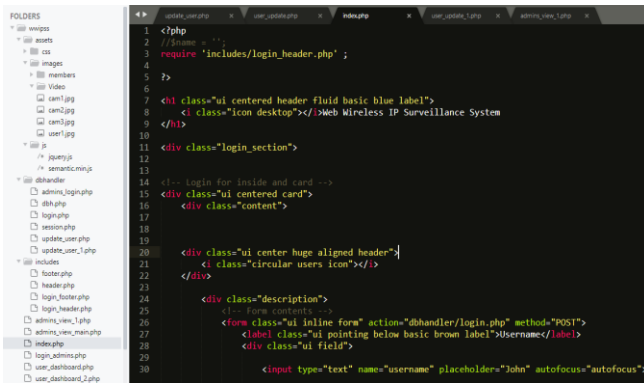 FOLDERS
wwipss
assets
css
images
members
Video
cam1.jpg
cam2.jpg
cam3.jpg
user1.jpg
js
jquery.js
semantic.min.js
dbhandler
admins_login.php
dbh.php
login.php
session.php
update_user.php
update_user_1.php
includes
footer.php
header.php
login_footer.php
login_header.php
admins_view_1.php
admins_view_main.php
index.php
login_admins.php
user_dashboard.php
user_dashboard_2.php
update_user.php × user_update.php × index.php × user_update_1.php × admins_view_1.php ×
1 <?php
2 //$name = '';
3 require 'includes/login_header.php' ;
4
5 ?>
6
7 <h1 class="ui centered header fluid basic blue label">
8 <i class="icon desktop"></i>Web Wireless IP Surveillance System
9 </h1>
10
11 <div class="login_section">
12
13
14 <!-- Login for inside and card -->
15 <div class="ui centered card">
16 <div class="content">
17
18
19
20 <div class="ui center huge aligned header">
21 <i class="circular users icon"></i>
22 </div>
23
24 <div class="description">
25 <!-- Form contents -->
26 <form class="ui inline form" action="dbhandler/login.php" method="POST">
27 <label class="ui pointing below basic brown label">Username</label>
28 <div class="ui field">
29
30 <input type="text" name="username" placeholder="John" autofocus="autofocus"